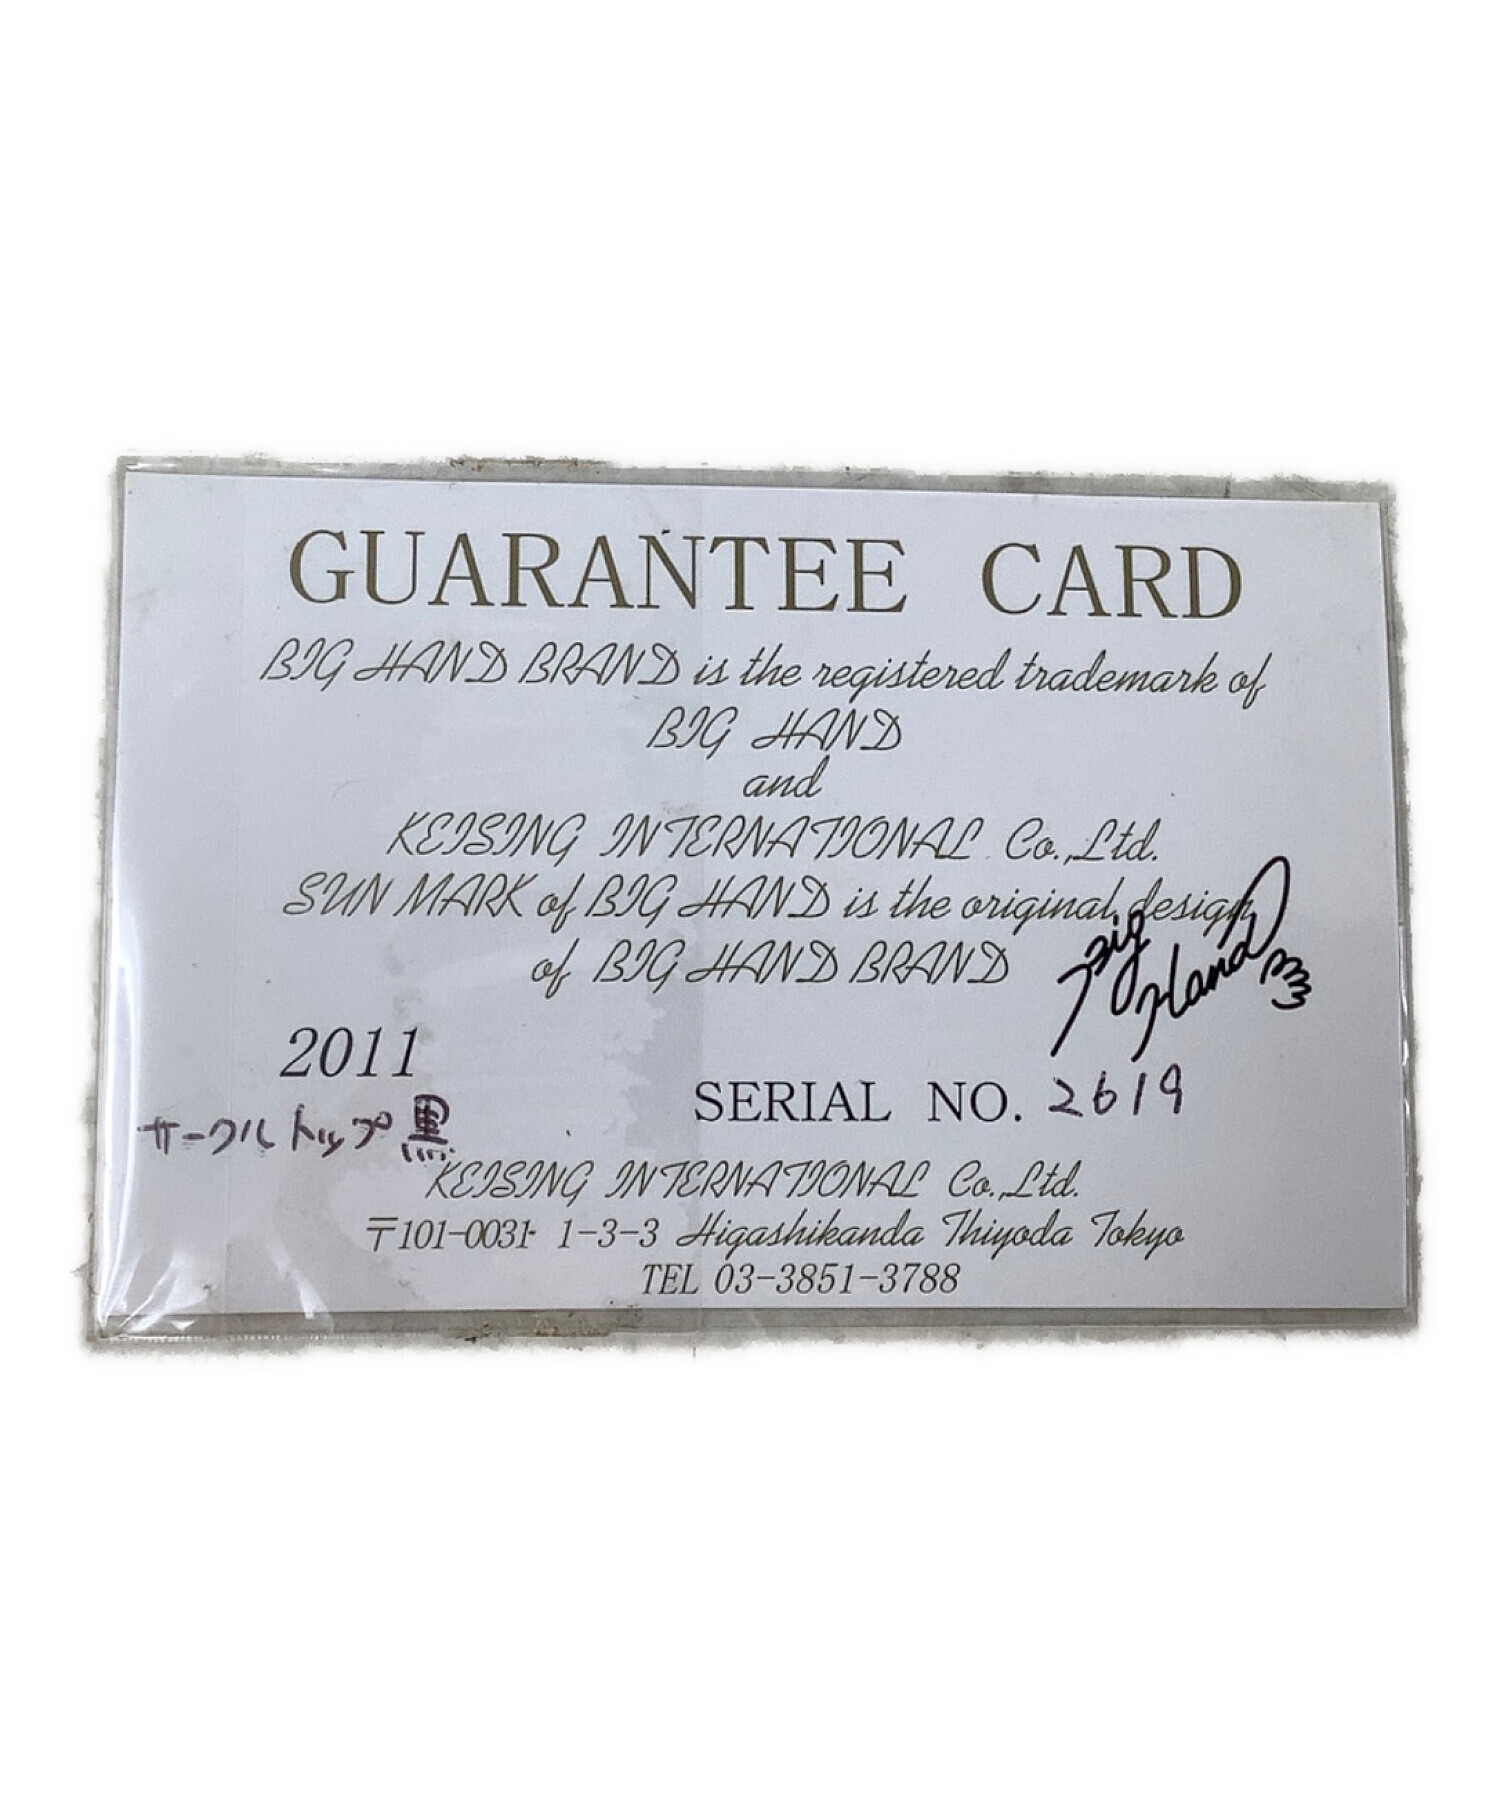 GUARANTEE CARD
BIG HAND BRAND is the registered trademark of
BIG HAND
and
KEISING INTERNATIONAL Co.,Ltd.
SUN MARK of BIG HAND is the original design
of BIG HAND BRAND
Big Hand
2011
SERIAL NO. 2619
サークルトップ黒
KEISING INTERNATIONAL Co.,Ltd.
〒101-0031 1-3-3 Higashikanda Thiyoda Tokyo
TEL 03-3851-3788